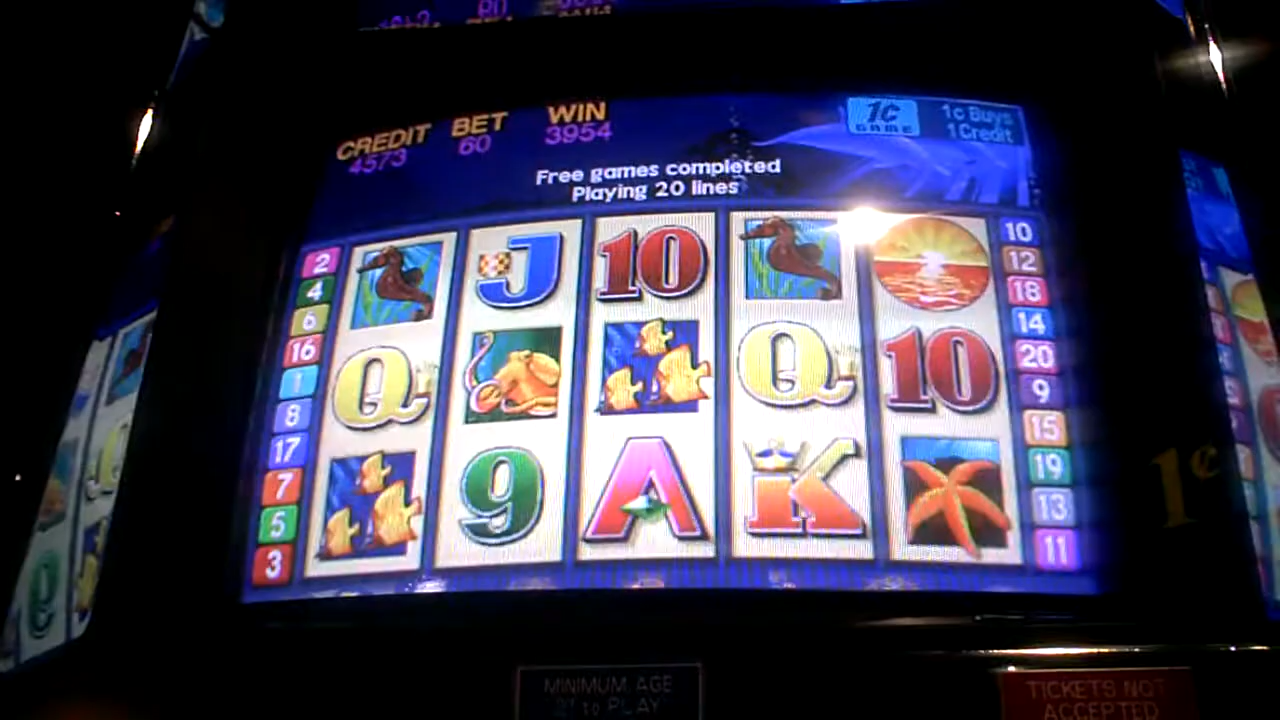 CREDIT BET WIN
4573 60 3954
1¢ GAME
1c Buys
1 Credit
Free games completed
Playing 20 lines
2 J 10 10
4 12
6 18
16 14
1 Q Q 10 20
8 9
17 15
7 9 A K 19
5 13
3 11
1¢
MINIMUM AGE
to PLAY
TICKETS NOT
ACCEPTED